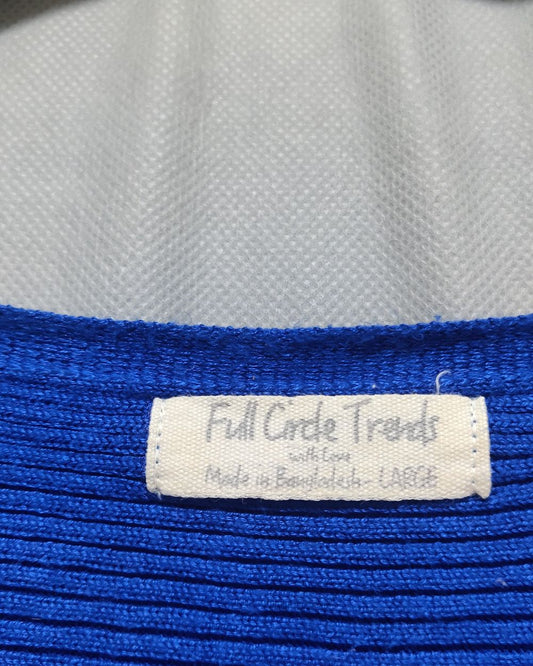 Full Circle Trends
with Love
Made in Bangladesh - LARGE